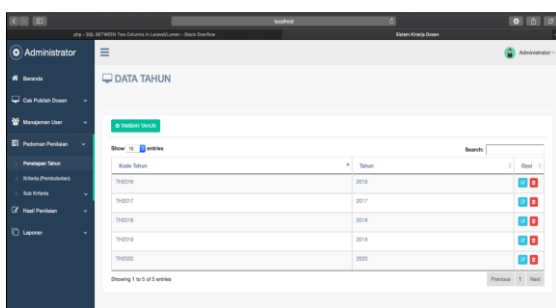 localhost
php - SQL BETWEEN Two Columns in Laravel/Lumen - Stack Overflow
Sistem Kinerja Dosen
Administrator
Administrator
Beranda
Cek Publish Dosen
Manajemen User
Pedoman Penilaian
Penetapan Tahun
Kriteria (Pembobotan)
Sub Kriteria
Hasil Penilaian
Laporan
DATA TAHUN
TAMBAH TAHUN
Show 10 entries
Search:
Kode Tahun Tahun Opsi
TH2016 2016
TH2017 2017
TH2018 2018
TH2019 2019
TH2020 2020
Showing 1 to 5 of 5 entries
Previous 1 Next